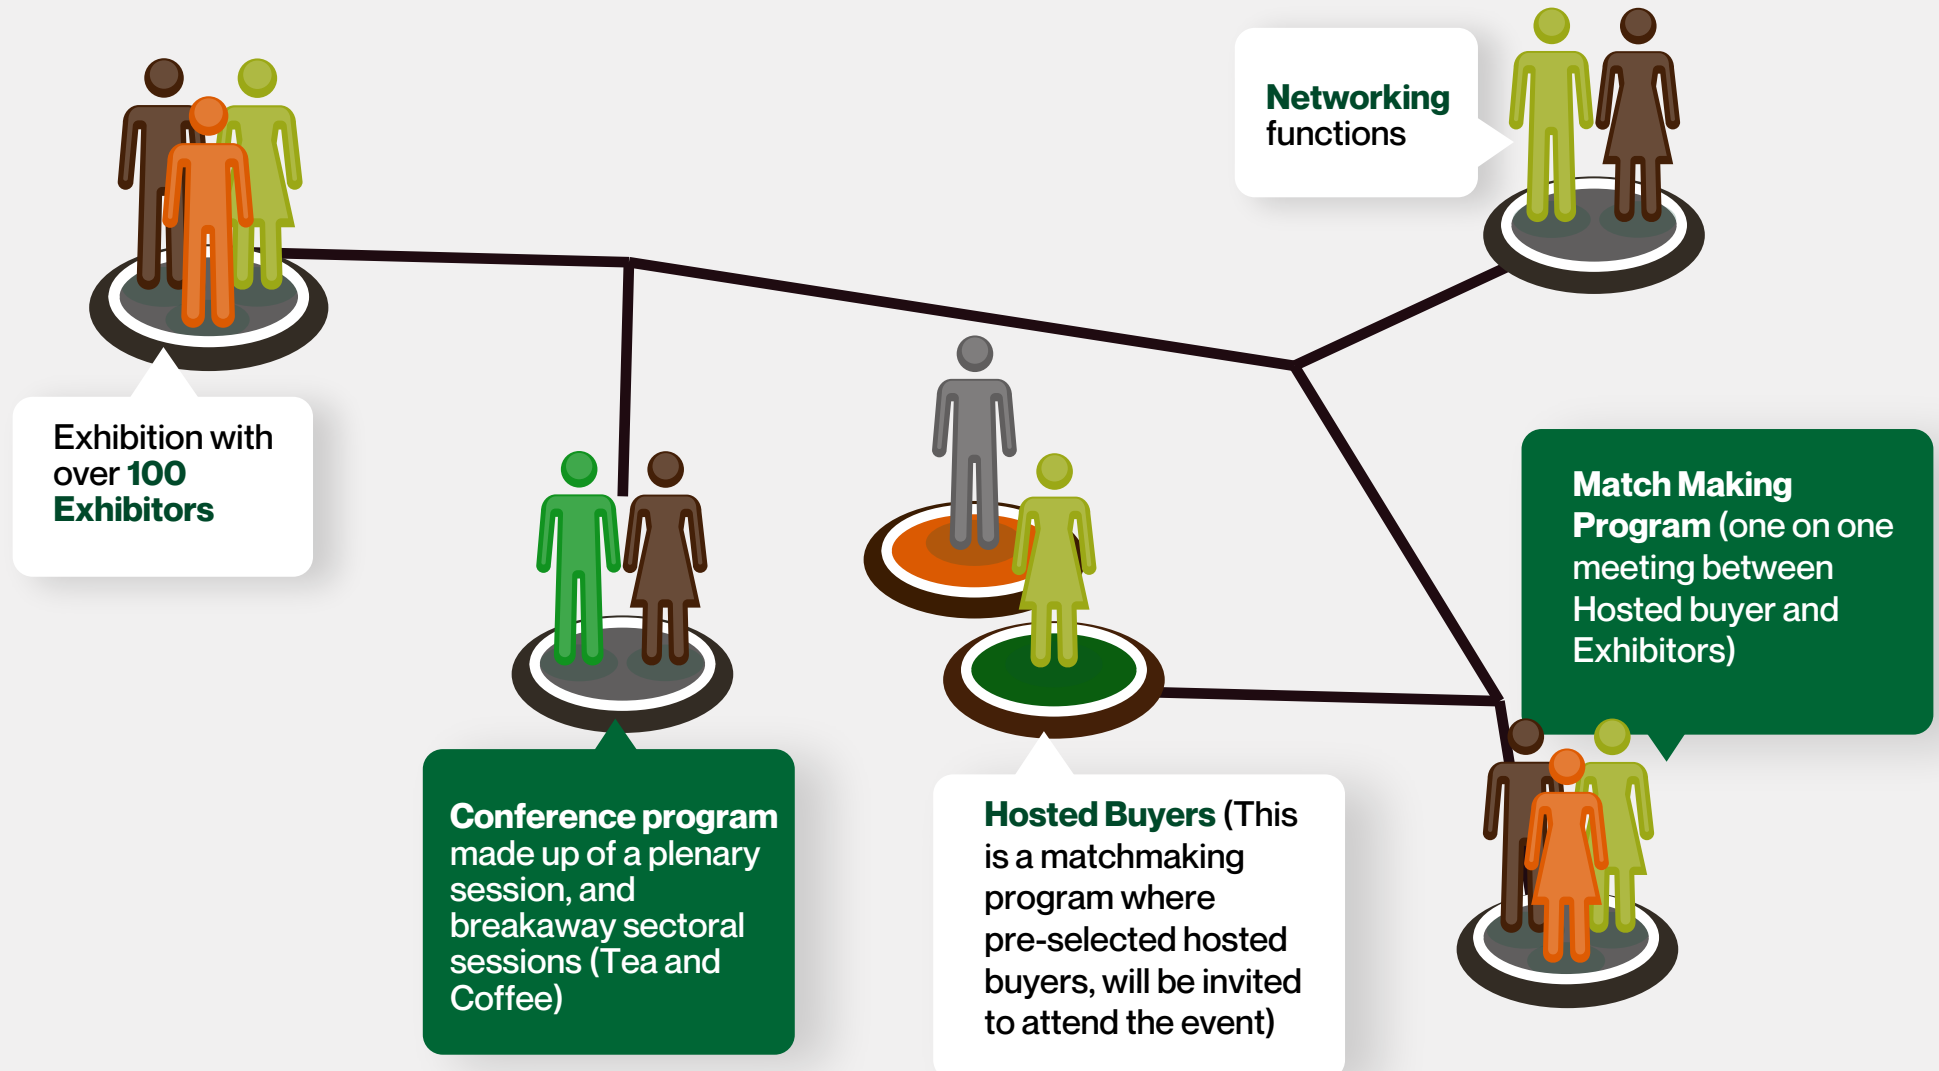 Networking
functions
Exhibition with
over 100
Exhibitors
Match Making
Program (one on one
meeting between
Hosted buyer and
Exhibitors)
Conference program
made up of a plenary
session, and
breakaway sectoral
sessions (Tea and
Coffee)
Hosted Buyers (This
is a matchmaking
program where
pre-selected hosted
buyers, will be invited
to attend the event)